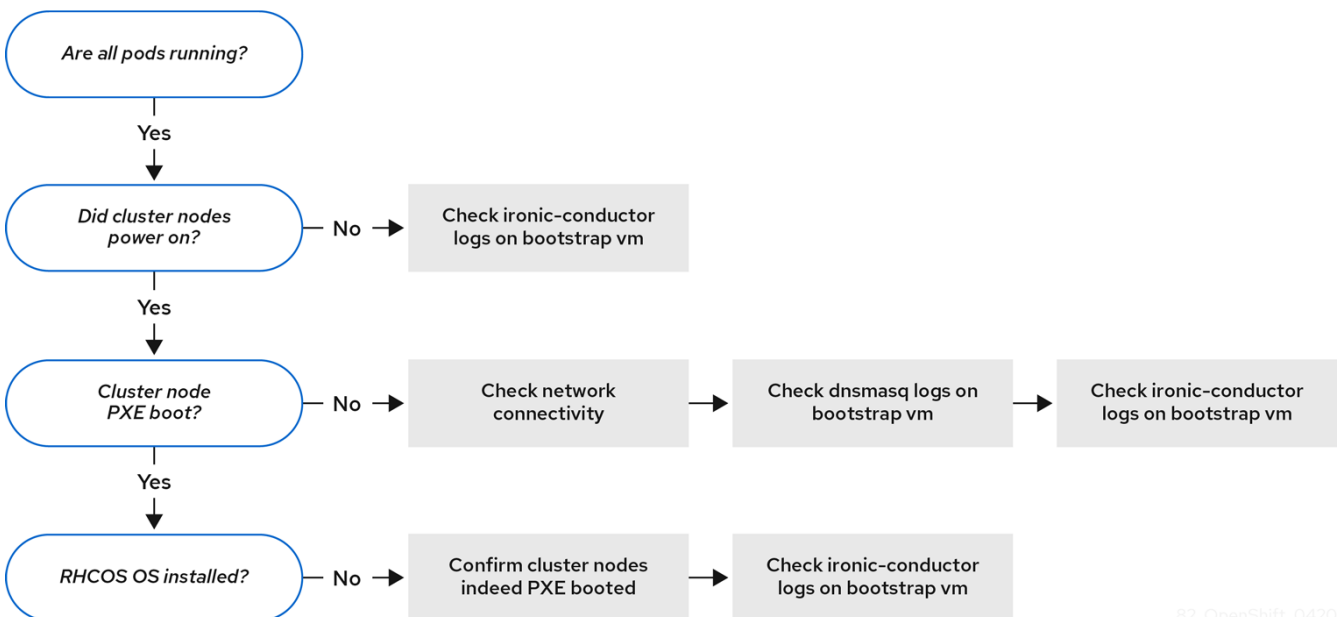 Are all pods running?
Yes
Did cluster nodes
power on?
No
Check ironic-conductor
logs on bootstrap vm
Yes
Cluster node
PXE boot?
No
Check network
connectivity
Check dnsmasq logs on
bootstrap vm
Check ironic-conductor
logs on bootstrap vm
Yes
RHCOS OS installed?
No
Confirm cluster nodes
indeed PXE booted
Check ironic-conductor
logs on bootstrap vm
82_OpenShift_0420